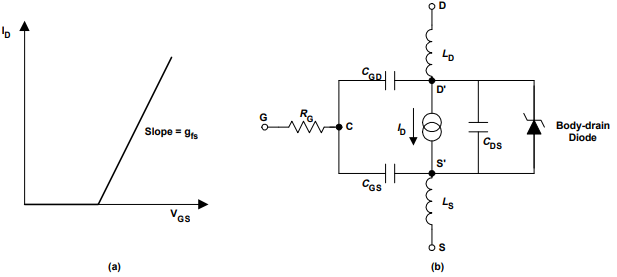 I_D
Slope = g_fs
V_GS
(a)
D
L_D
C_GD
D'
G
R_G
C
I_D
C_DS
Body-drain
Diode
S'
C_GS
L_S
S
(b)